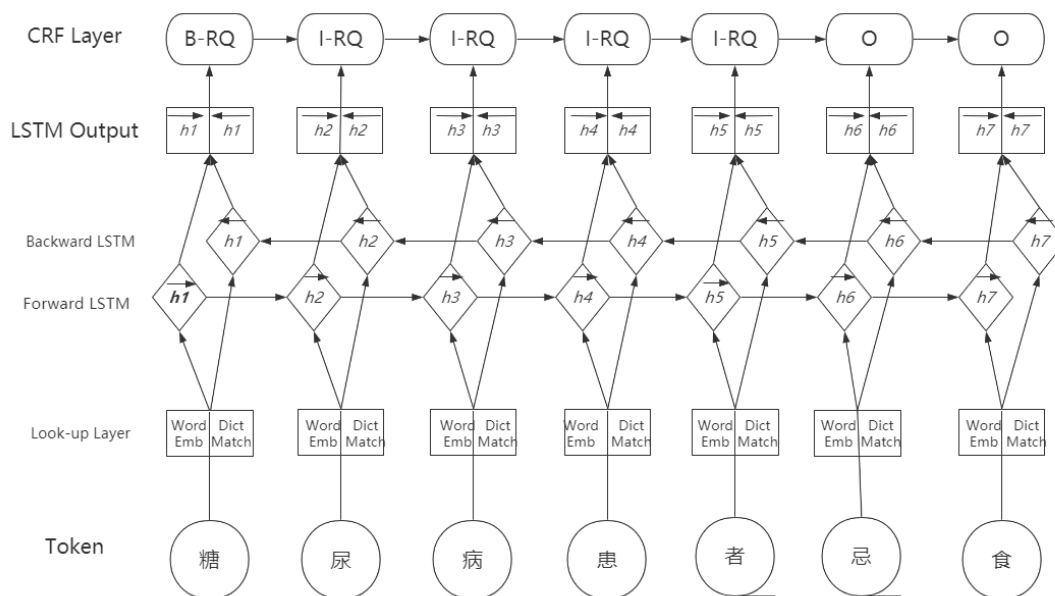 CRF Layer B-RQ I-RQ I-RQ I-RQ I-RQ O O
LSTM Output h1 h1 h2 h2 h3 h3 h4 h4 h5 h5 h6 h6 h7 h7
Backward LSTM h1 h2 h3 h4 h5 h6 h7
Forward LSTM h1 h2 h3 h4 h5 h6 h7
Look-up Layer
Word Dict Word Dict Word Dict Word Dict Word Dict Word Dict Word Dict
Emb Match Emb Match Emb Match Emb Match Emb Match Emb Match Emb Match
Token 糖 尿 病 患 者 忌 食